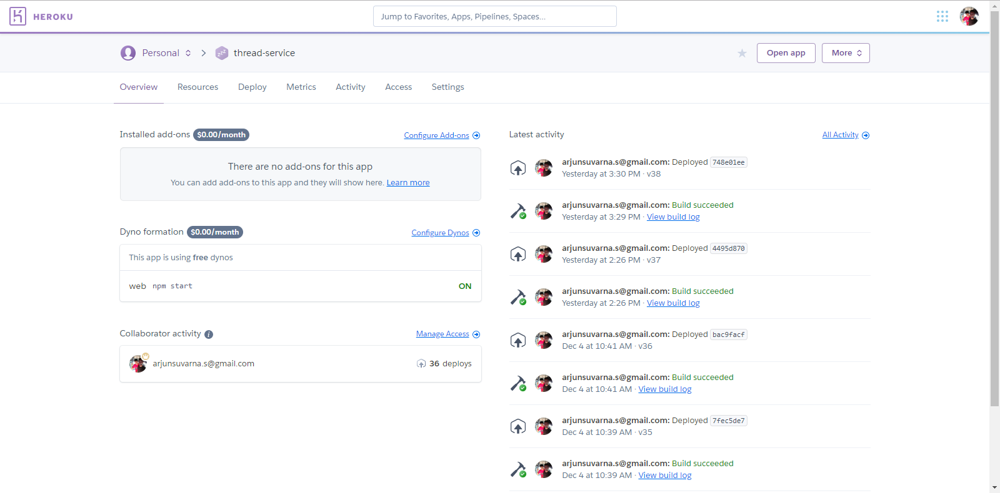 HEROKU
Jump to Favorites, Apps, Pipelines, Spaces...
Personal
thread-service
Open app
More
Overview
Resources
Deploy
Metrics
Activity
Access
Settings
Installed add-ons $0.00/month
Configure Add-ons
There are no add-ons for this app
You can add add-ons to this app and they will show here. Learn more
Dyno formation $0.00/month
Configure Dynos
This app is using free dynos
web npm start
ON
Collaborator activity i
Manage Access
arjunsuvarna.s@gmail.com
36 deploys
Latest activity
All Activity
arjunsuvarna.s@gmail.com: Deployed 748e01ee
Yesterday at 3:30 PM · v38
arjunsuvarna.s@gmail.com: Build succeeded
Yesterday at 3:29 PM · View build log
arjunsuvarna.s@gmail.com: Deployed 4495d870
Yesterday at 2:26 PM · v37
arjunsuvarna.s@gmail.com: Build succeeded
Yesterday at 2:26 PM · View build log
arjunsuvarna.s@gmail.com: Deployed bac9facf
Dec 4 at 10:41 AM · v36
arjunsuvarna.s@gmail.com: Build succeeded
Dec 4 at 10:41 AM · View build log
arjunsuvarna.s@gmail.com: Deployed 7fec5de7
Dec 4 at 10:39 AM · v35
arjunsuvarna.s@gmail.com: Build succeeded
Dec 4 at 10:39 AM · View build log